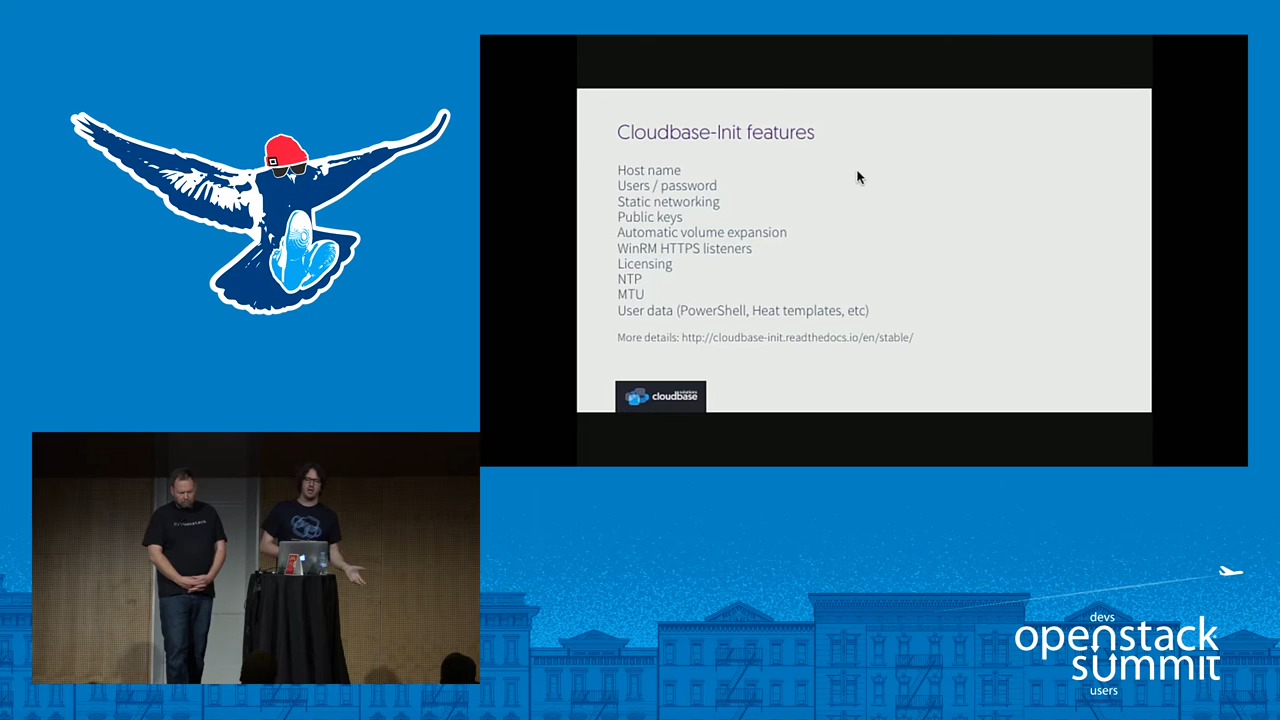 Cloudbase-Init features
Host name
Users / password
Static networking
Public keys
Automatic volume expansion
WinRM HTTPS listeners
Licensing
NTP
MTU
User data (PowerShell, Heat templates, etc)
More details: http://cloudbase-init.readthedocs.io/en/stable/
cloudbase
solutions
devs
openstack
summit
users